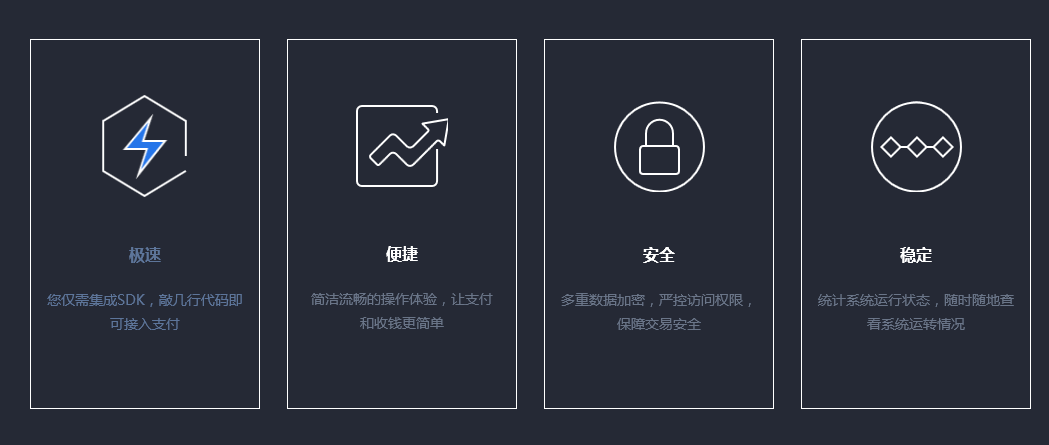 极速
您仅需集成SDK，敲几行代码即
可接入支付
便捷
简洁流畅的操作体验，让支付
和收钱更简单
安全
多重数据加密，严控访问权限，
保障交易安全
稳定
统计系统运行状态，随时随地查
看系统运转情况